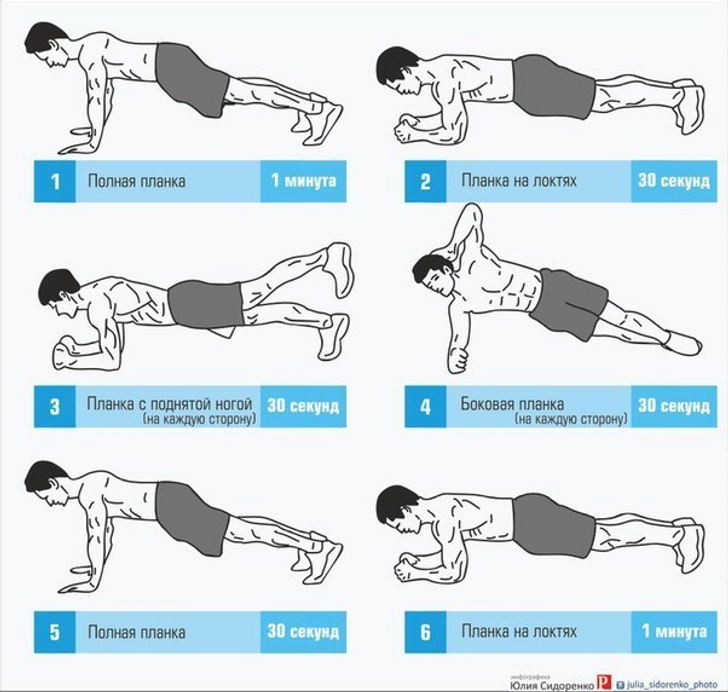 1 Полная планка 1 минута
2 Планка на локтях 30 секунд
3 Планка с поднятой ногой 30 секунд
(на каждую сторону)
4 Боковая планка 30 секунд
(на каждую сторону)
5 Полная планка 30 секунд
6 Планка на локтях 1 минута
инфографика
Юлия Сидоренко P julia_sidorenko_photo